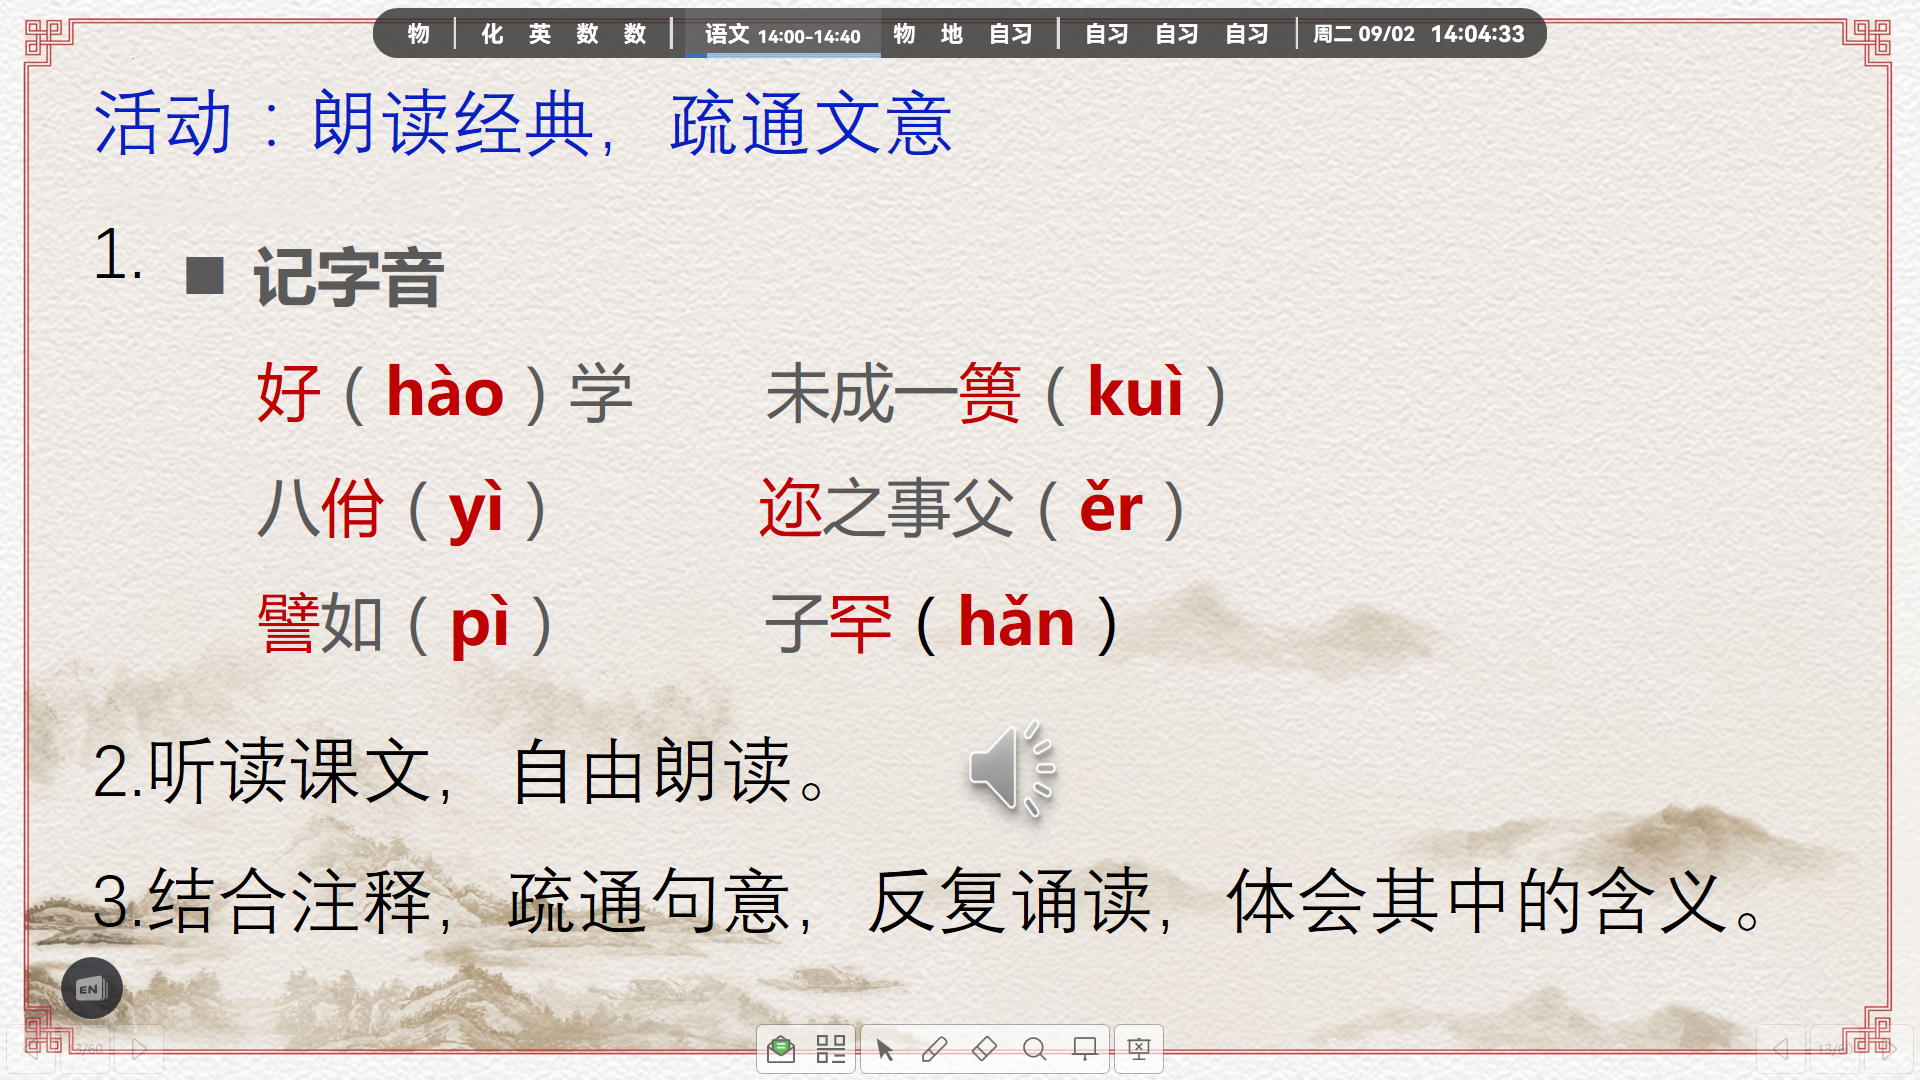 物 | 化 英 数 数 | 语文 14:00-14:40 物 地 自习 | 自习 自习 自习 | 周二 09/02 14:04:33
活动：朗读经典，疏通文意
1. ■ 记字音
好（hào）学 未成一篑（kuì）
八佾（yì） 迩之事父（ěr）
譬如（pì） 子罕（hǎn）
2.听读课文，自由朗读。
3.结合注释，疏通句意，反复诵读，体会其中的含义。
EN
13/60